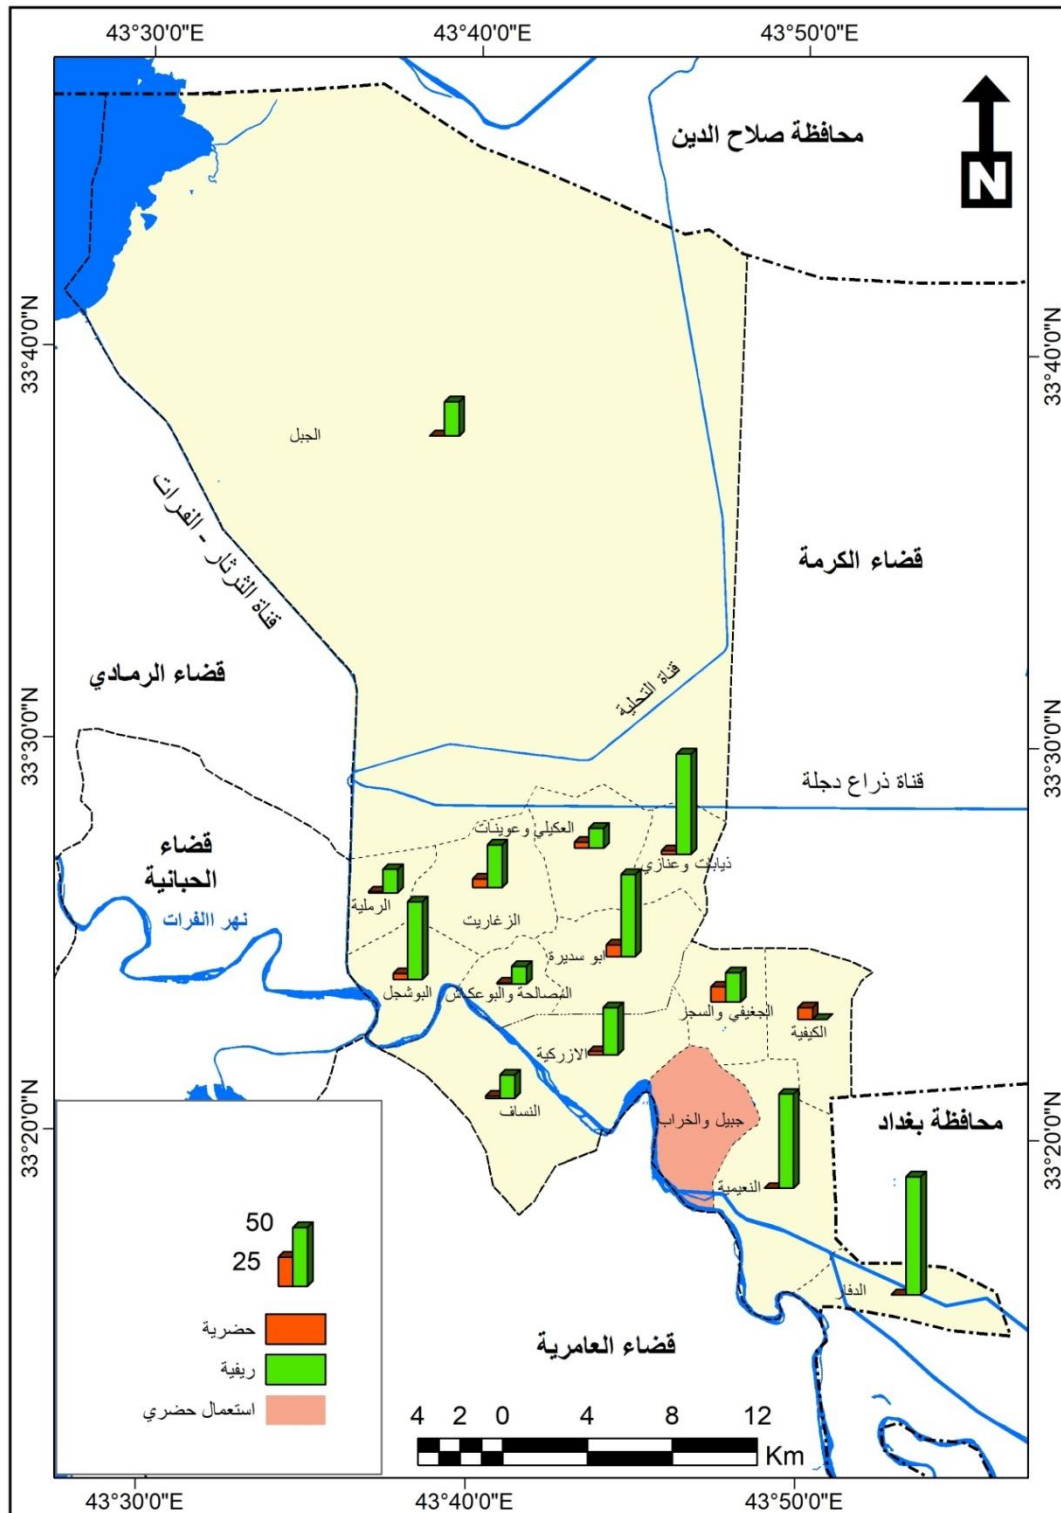 43°30'0"E
43°40'0"E
43°50'0"E
محافظة صلاح الدين
N
33°40'0"N
33°40'0"N
الجبل
قناة الثرثار - الفرات
قضاء الكرمة
قضاء الرمادي
قناة التحلية
33°30'0"N
33°30'0"N
قناة ذراع دجلة
العكيلي وعوينات
ذيابات وعنازي
قضاء
الحبانية
نهر االفرات
الرملية
الزغاريت
ابو سديرة
البوشجل
المصالحة والبوعكاش
الجغيفي والسجر
الكيفية
الازركية
النساف
33°20'0"N
33°20'0"N
جبيل والخراب
محافظة بغداد
النعيمية
:
الدفار
50
25
حضرية
ريفية
استعمال حضري
قضاء العامرية
4 2 0 4 8 12
Km
43°30'0"E
43°40'0"E
43°50'0"E